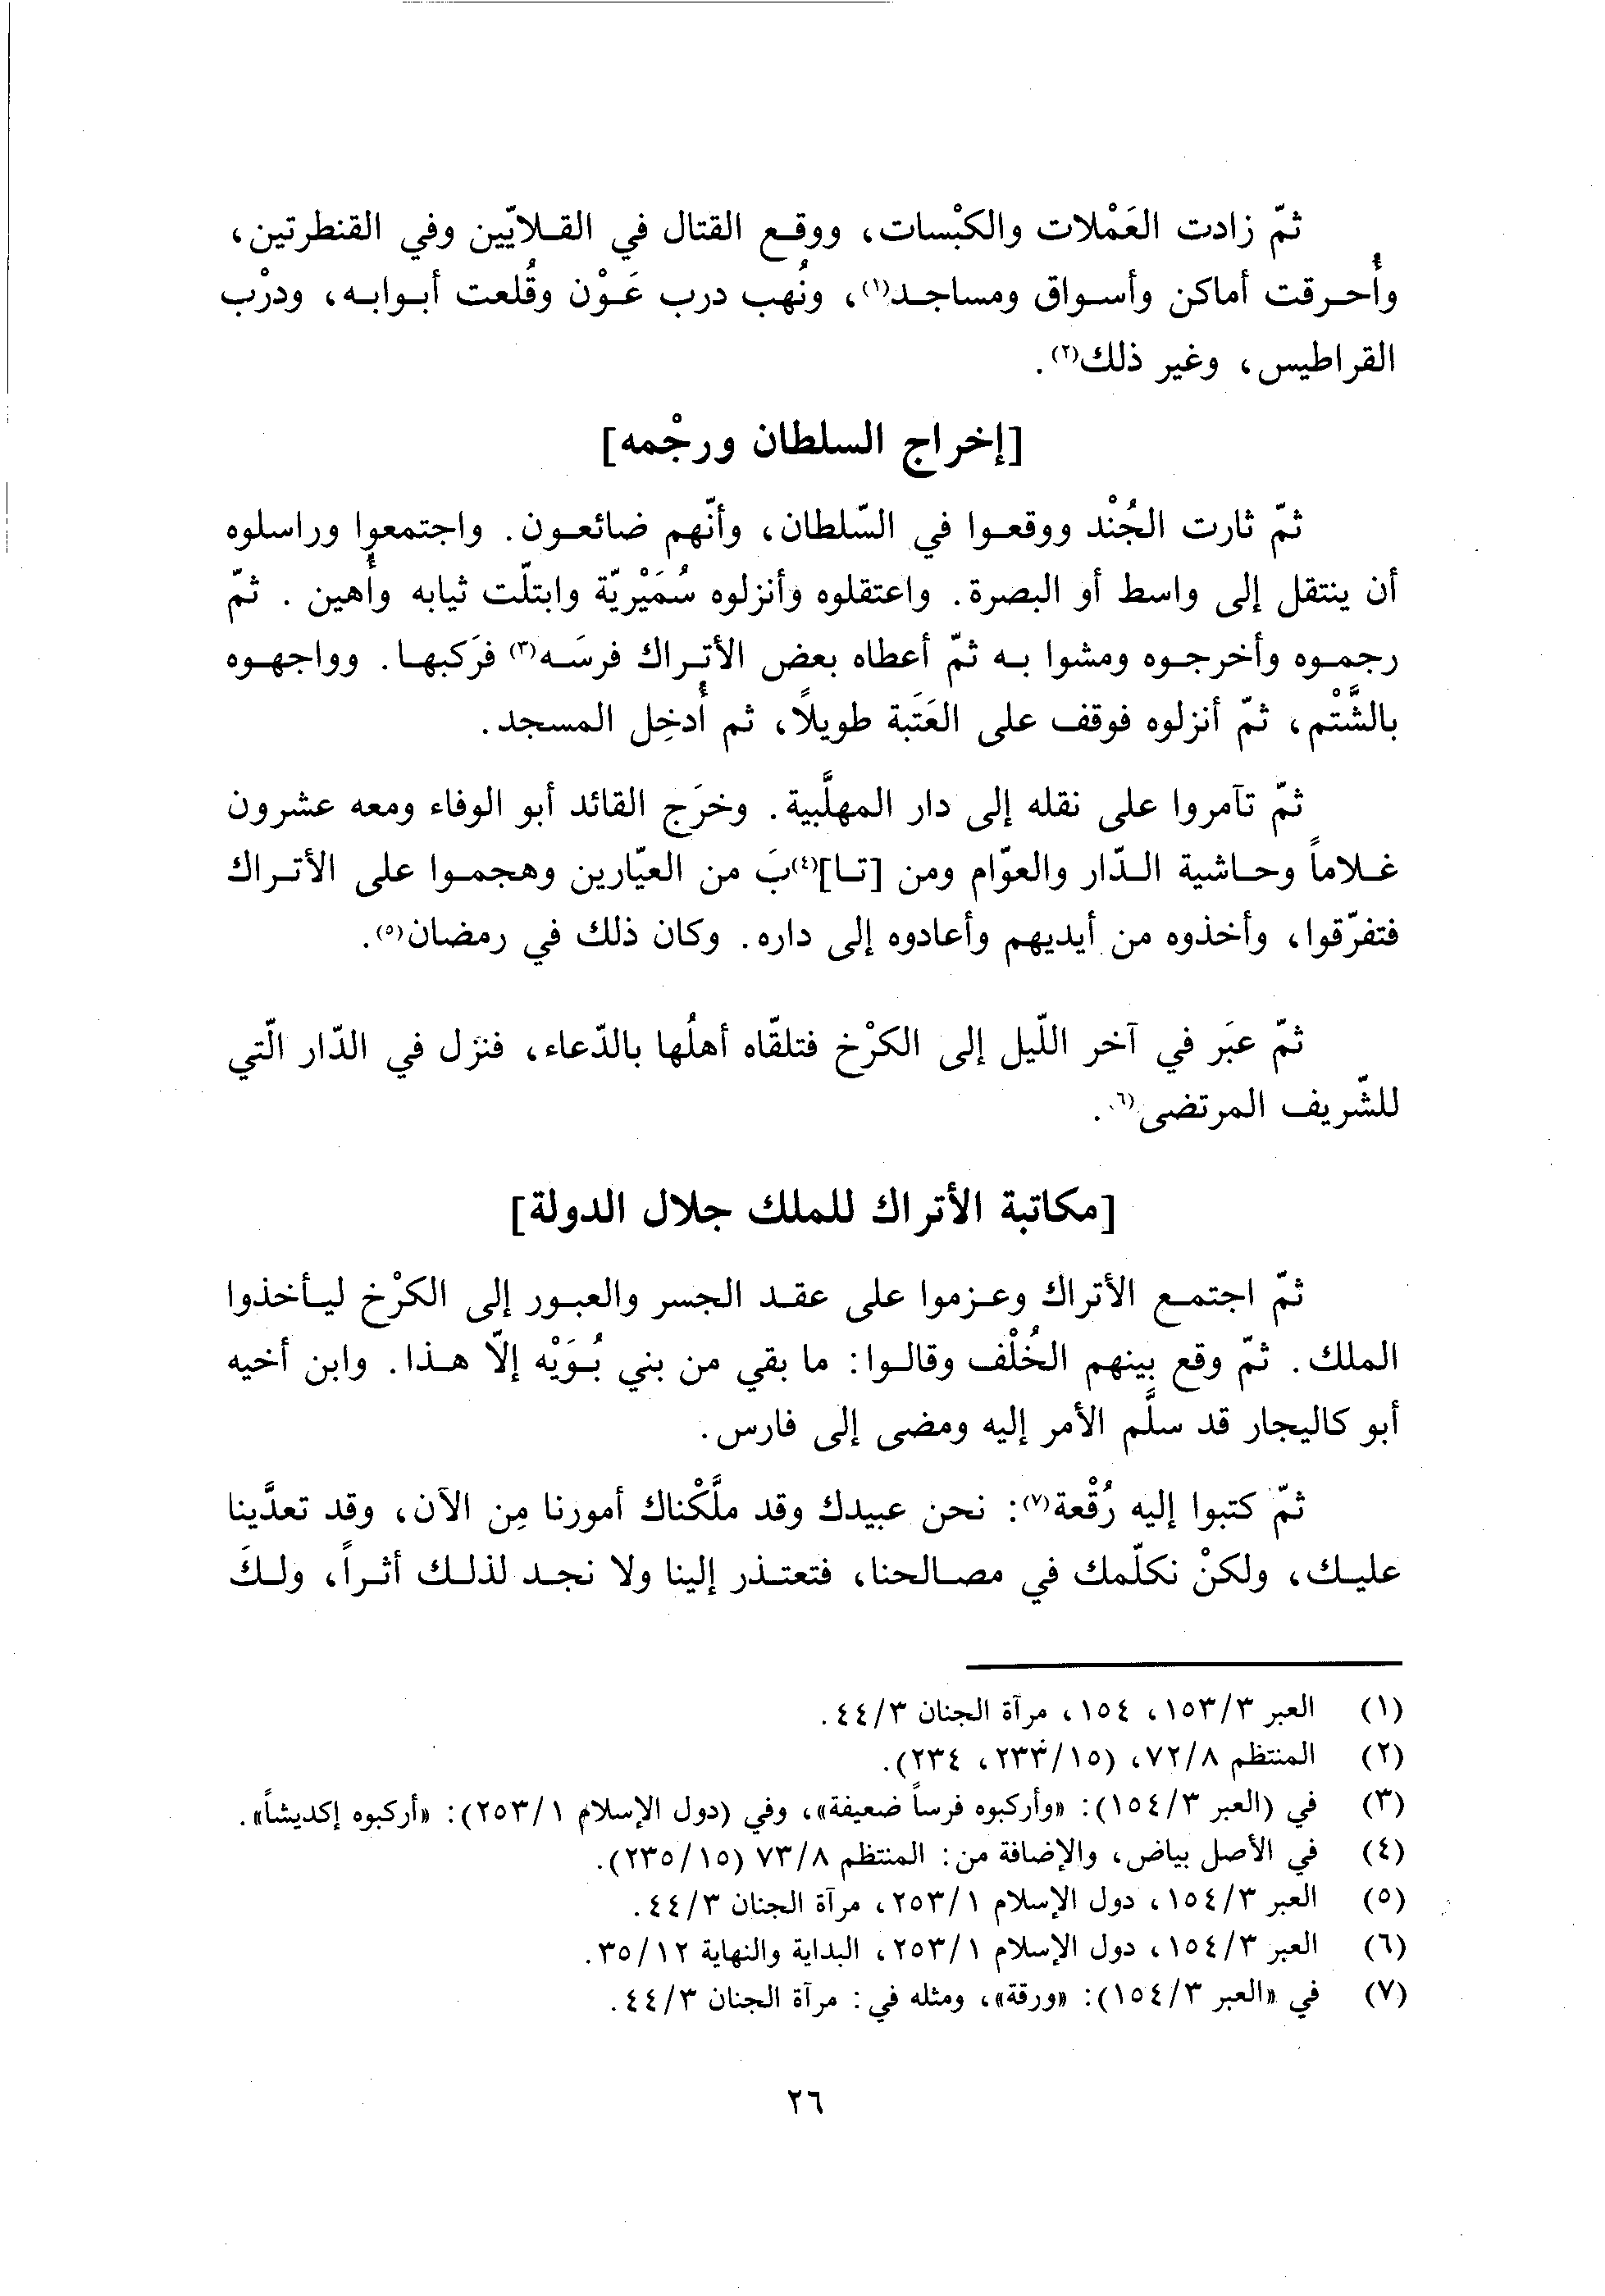 ثمّ زادت العَمْلات والكبْسات، ووقع القتال في القلايّين وفي القنطرتين،
وأُحرقت أماكن وأسواق ومساجد(١)، ونُهب درب عَوْن وقُلعت أبوابه، ودرْب
القراطيس، وغير ذلك(٢).
[إخراج السلطان ورجْمه]
ثمّ ثارت الجُنْد ووقعوا في السّلطان، وأنّهم ضائعون. واجتمعوا وراسلوه
أن ينتقل إلى واسط أو البصرة. واعتقلوه وأنزلوه سُمَيْريّة وابتلّت ثيابه وأُهين . ثمّ
رجموه وأخرجوه ومشوا به ثمّ أعطاه بعض الأتراك فرسَه(٣) فرَكبها. وواجهوه
بالشَّتْم، ثمّ أنزلوه فوقف على العَتَبة طويلاً، ثم أُدخِل المسجد.
ثمّ تآمروا على نقله إلى دار المهلَّبية. وخرَج القائد أبو الوفاء ومعه عشرون
غلاماً وحاشية الدّار والعوّام ومن [تا](٤)بَ من العيّارين وهجموا على الأتراك
فتفرّقوا، وأخذوه من أيديهم وأعادوه إلى داره. وكان ذلك في رمضان(٥).
ثمّ عبَر في آخر اللّيل إلى الكرْخ فتلقّاه أهلُها بالدّعاء، فنزل في الدّار الّتي
للشّريف المرتضى(٦).
[مكاتبة الأتراك للملك جلال الدولة]
ثمّ اجتمع الأتراك وعزموا على عقد الجسر والعبور إلى الكرْخ ليأخذوا
الملك. ثمّ وقع بينهم الخُلْف وقالوا: ما بقي من بني بُوَيْه إلّا هذا. وابن أخيه
أبو كاليجار قد سلَّم الأمر إليه ومضى إلى فارس.
ثمّ كتبوا إليه رُقْعة(٧): نحن عبيدك وقد ملَّكْناك أمورنا مِن الآن، وقد تعدَّينا
عليك، ولكنْ نكلّمك في مصالحنا، فتعتذر إلينا ولا نجد لذلك أثراً، ولكَ
(١) العبر ١٥٣/٣، ١٥٤، مرآة الجنان ٤٤/٣.
(٢) المنتظم ٧٢/٨، (٢٣٣/١٥، ٢٣٤).
(٣) في (العبر ١٥٤/٣): «وأركبوه فرساً ضعيفة»، وفي (دول الإسلام ٢٥٣/١): «أركبوه إكديشاً».
(٤) في الأصل بياض، والإضافة من: المنتظم ٧٣/٨ (٢٣٥/١٥).
(٥) العبر ١٥٤/٣، دول الإسلام ٢٥٣/١، مرآة الجنان ٤٤/٣.
(٦) العبر ١٥٤/٣، دول الإسلام ٢٥٣/١، البداية والنهاية ٣٥/١٢.
(٧) في «العبر ١٥٤/٣): «ورقة»، ومثله في: مرآة الجنان ٤٤/٣.
٢٦